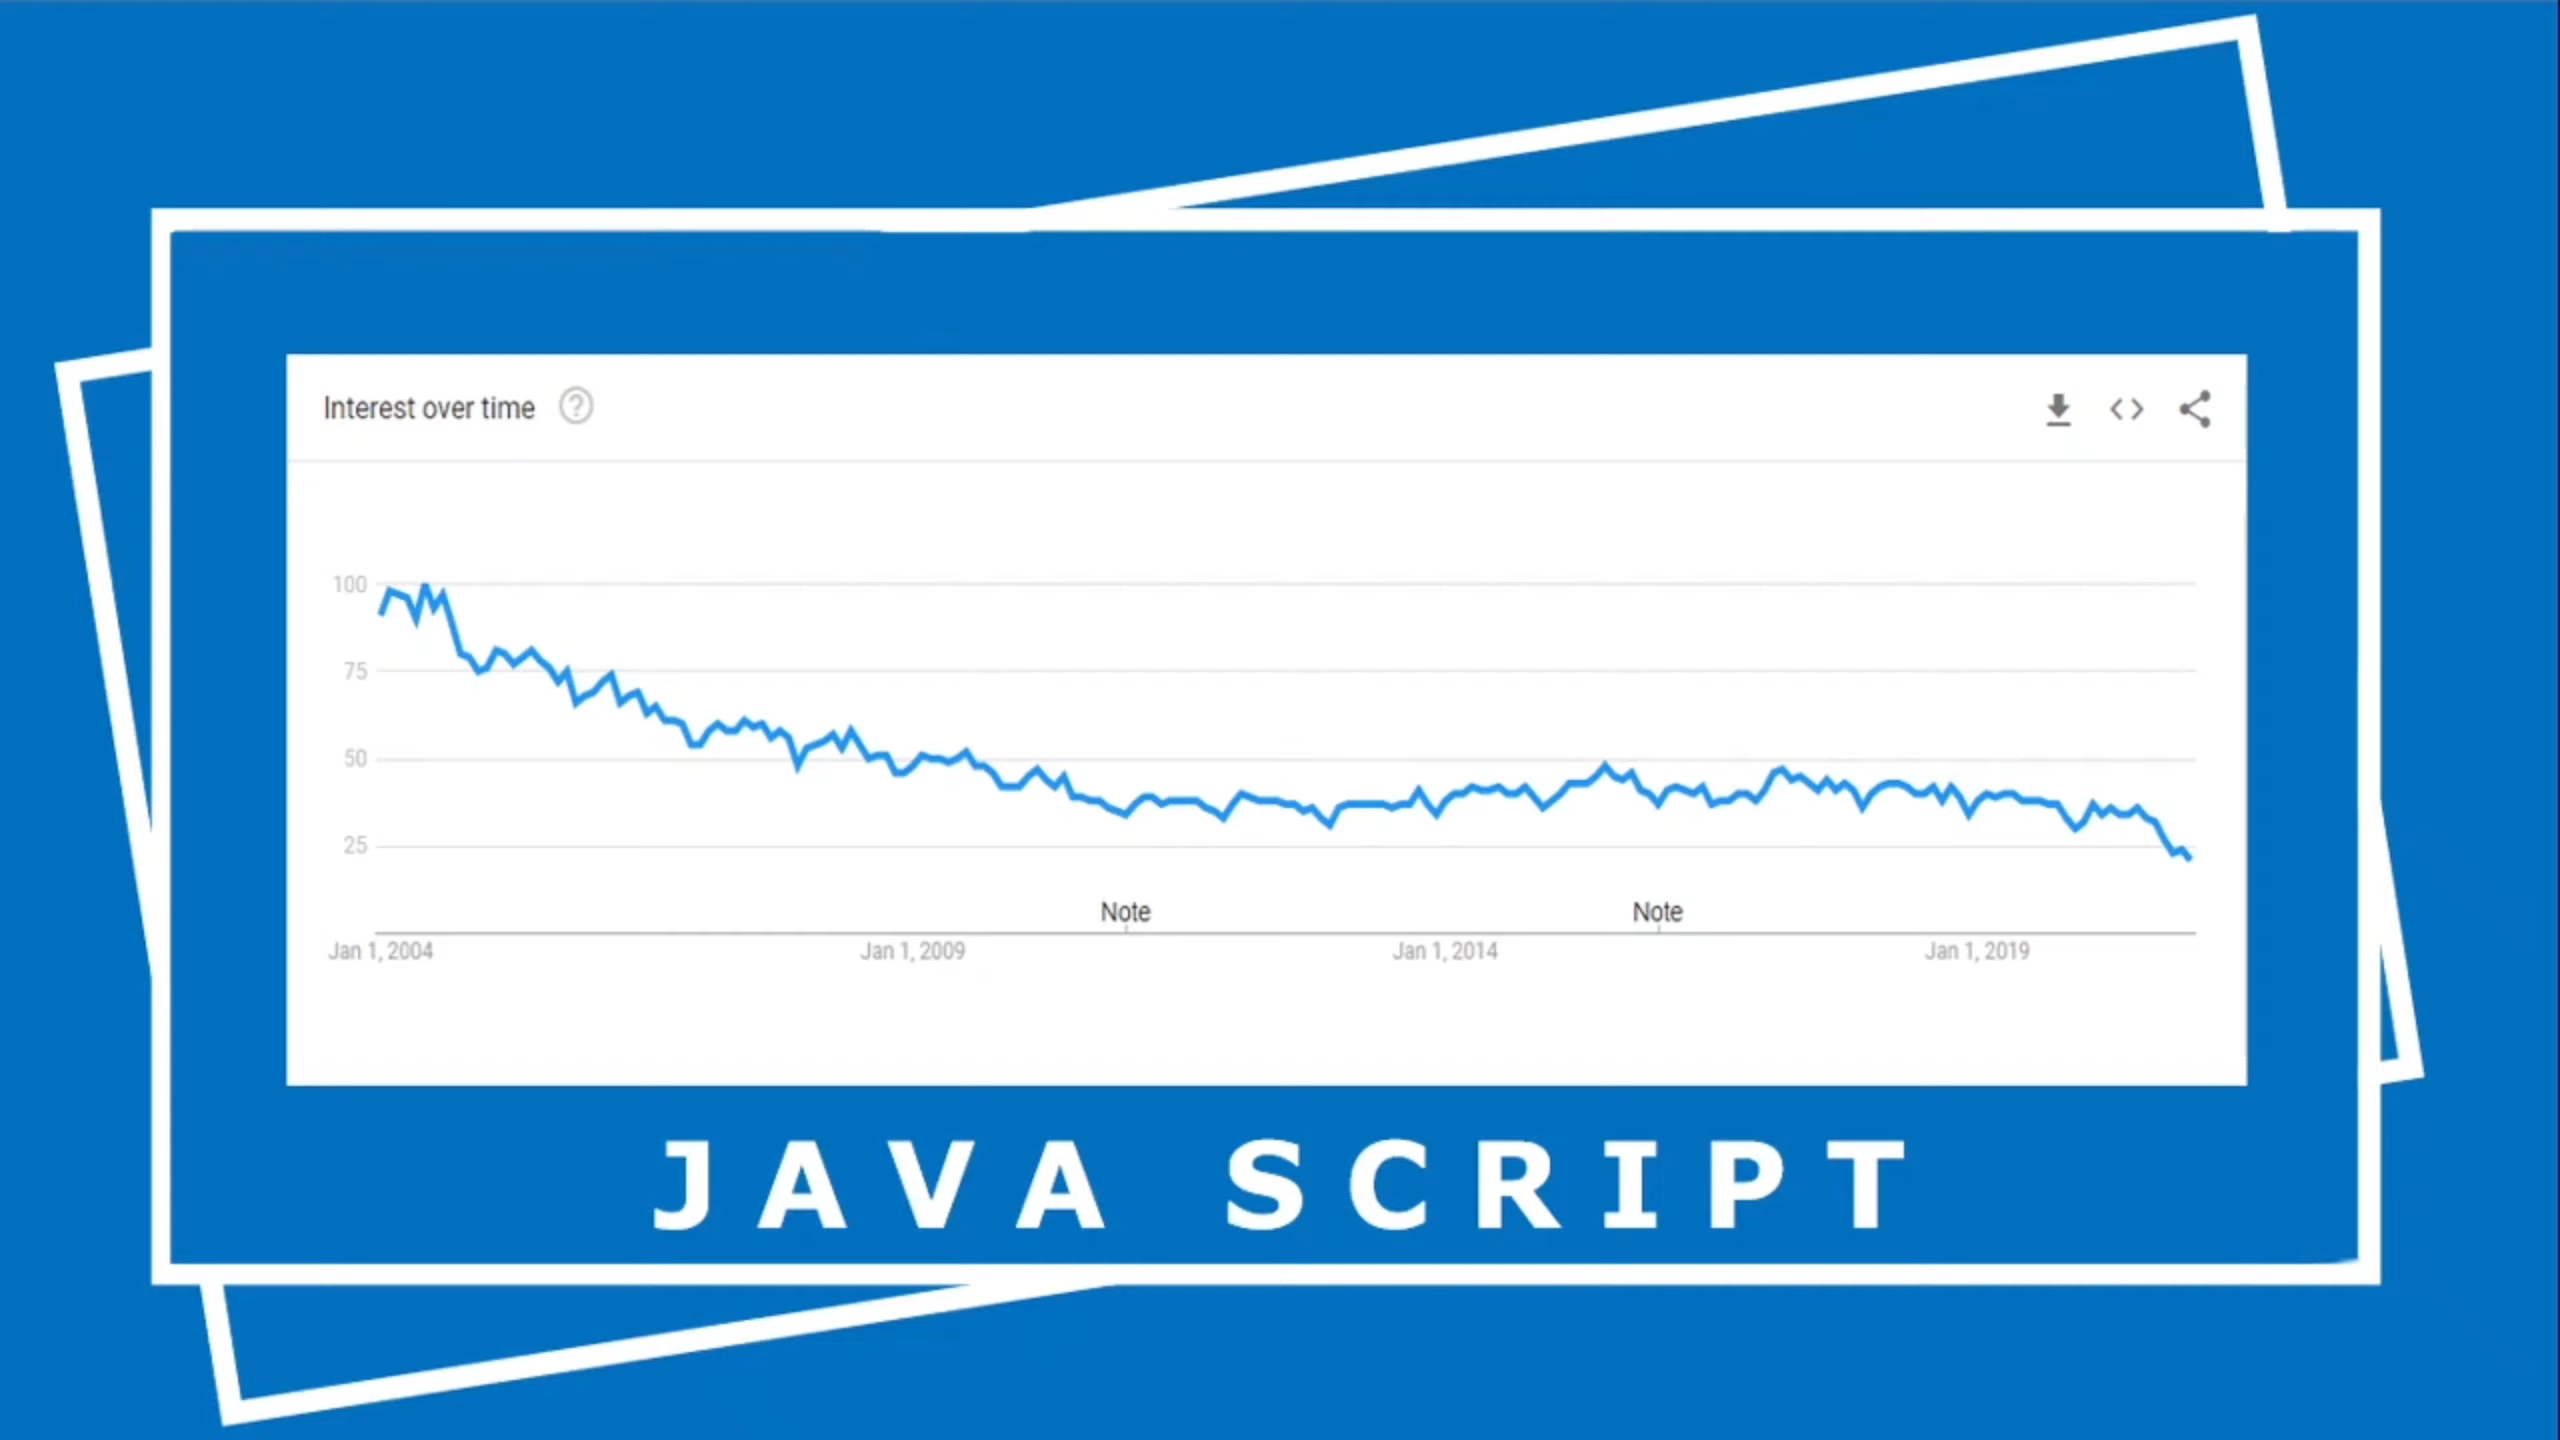 Interest over time ?
100
75
50
25
Note Note
Jan 1, 2004 Jan 1, 2009 Jan 1, 2014 Jan 1, 2019
JAVA SCRIPT